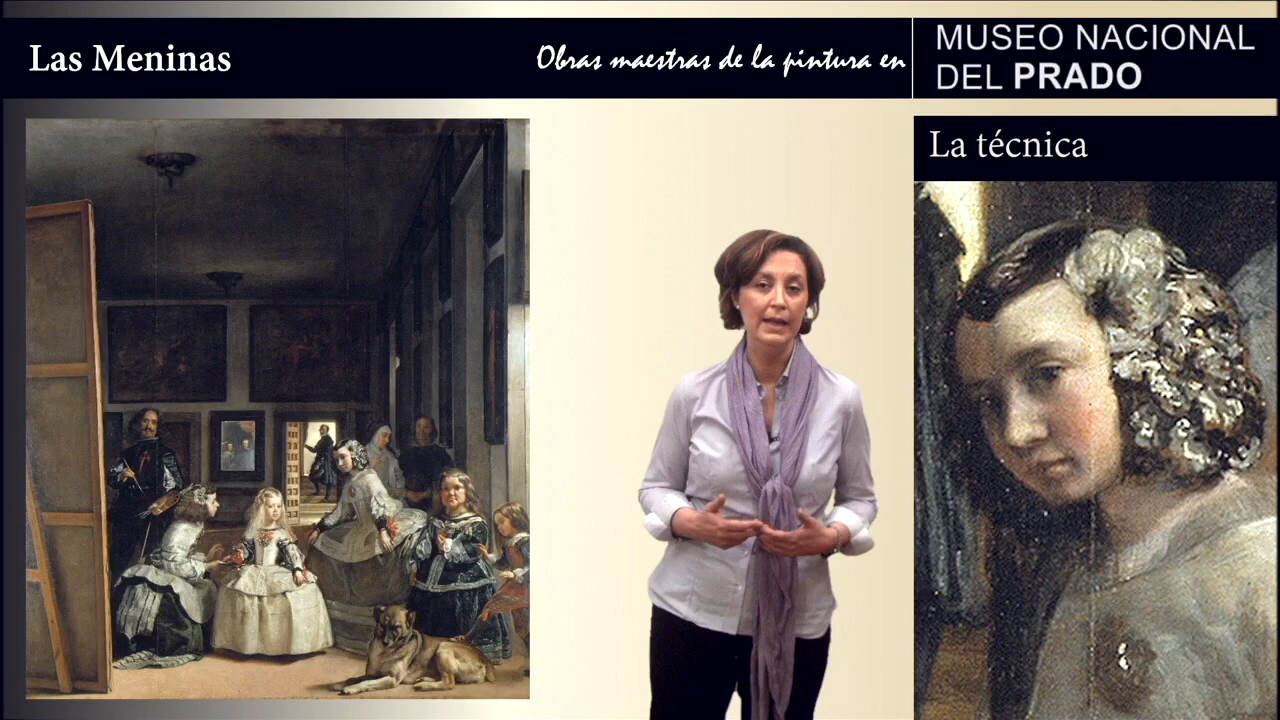 Las Meninas
Obras maestras de la pintura en
MUSEO NACIONAL
DEL PRADO
La técnica